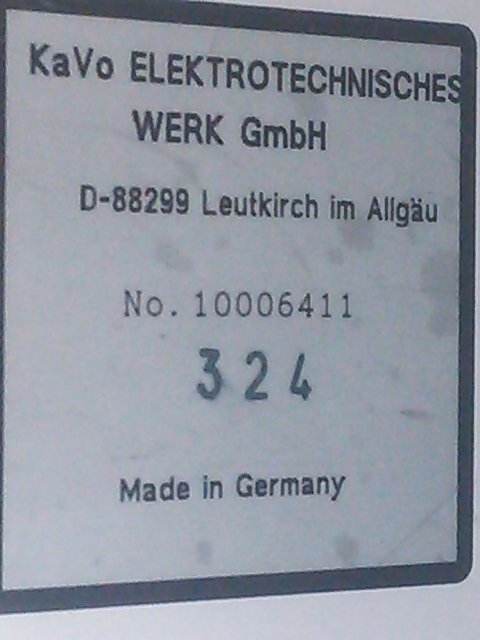 KaVo ELEKTROTECHNISCHES
WERK GmbH
D-88299 Leutkirch im Allgäu
No. 10006411
324
Made in Germany